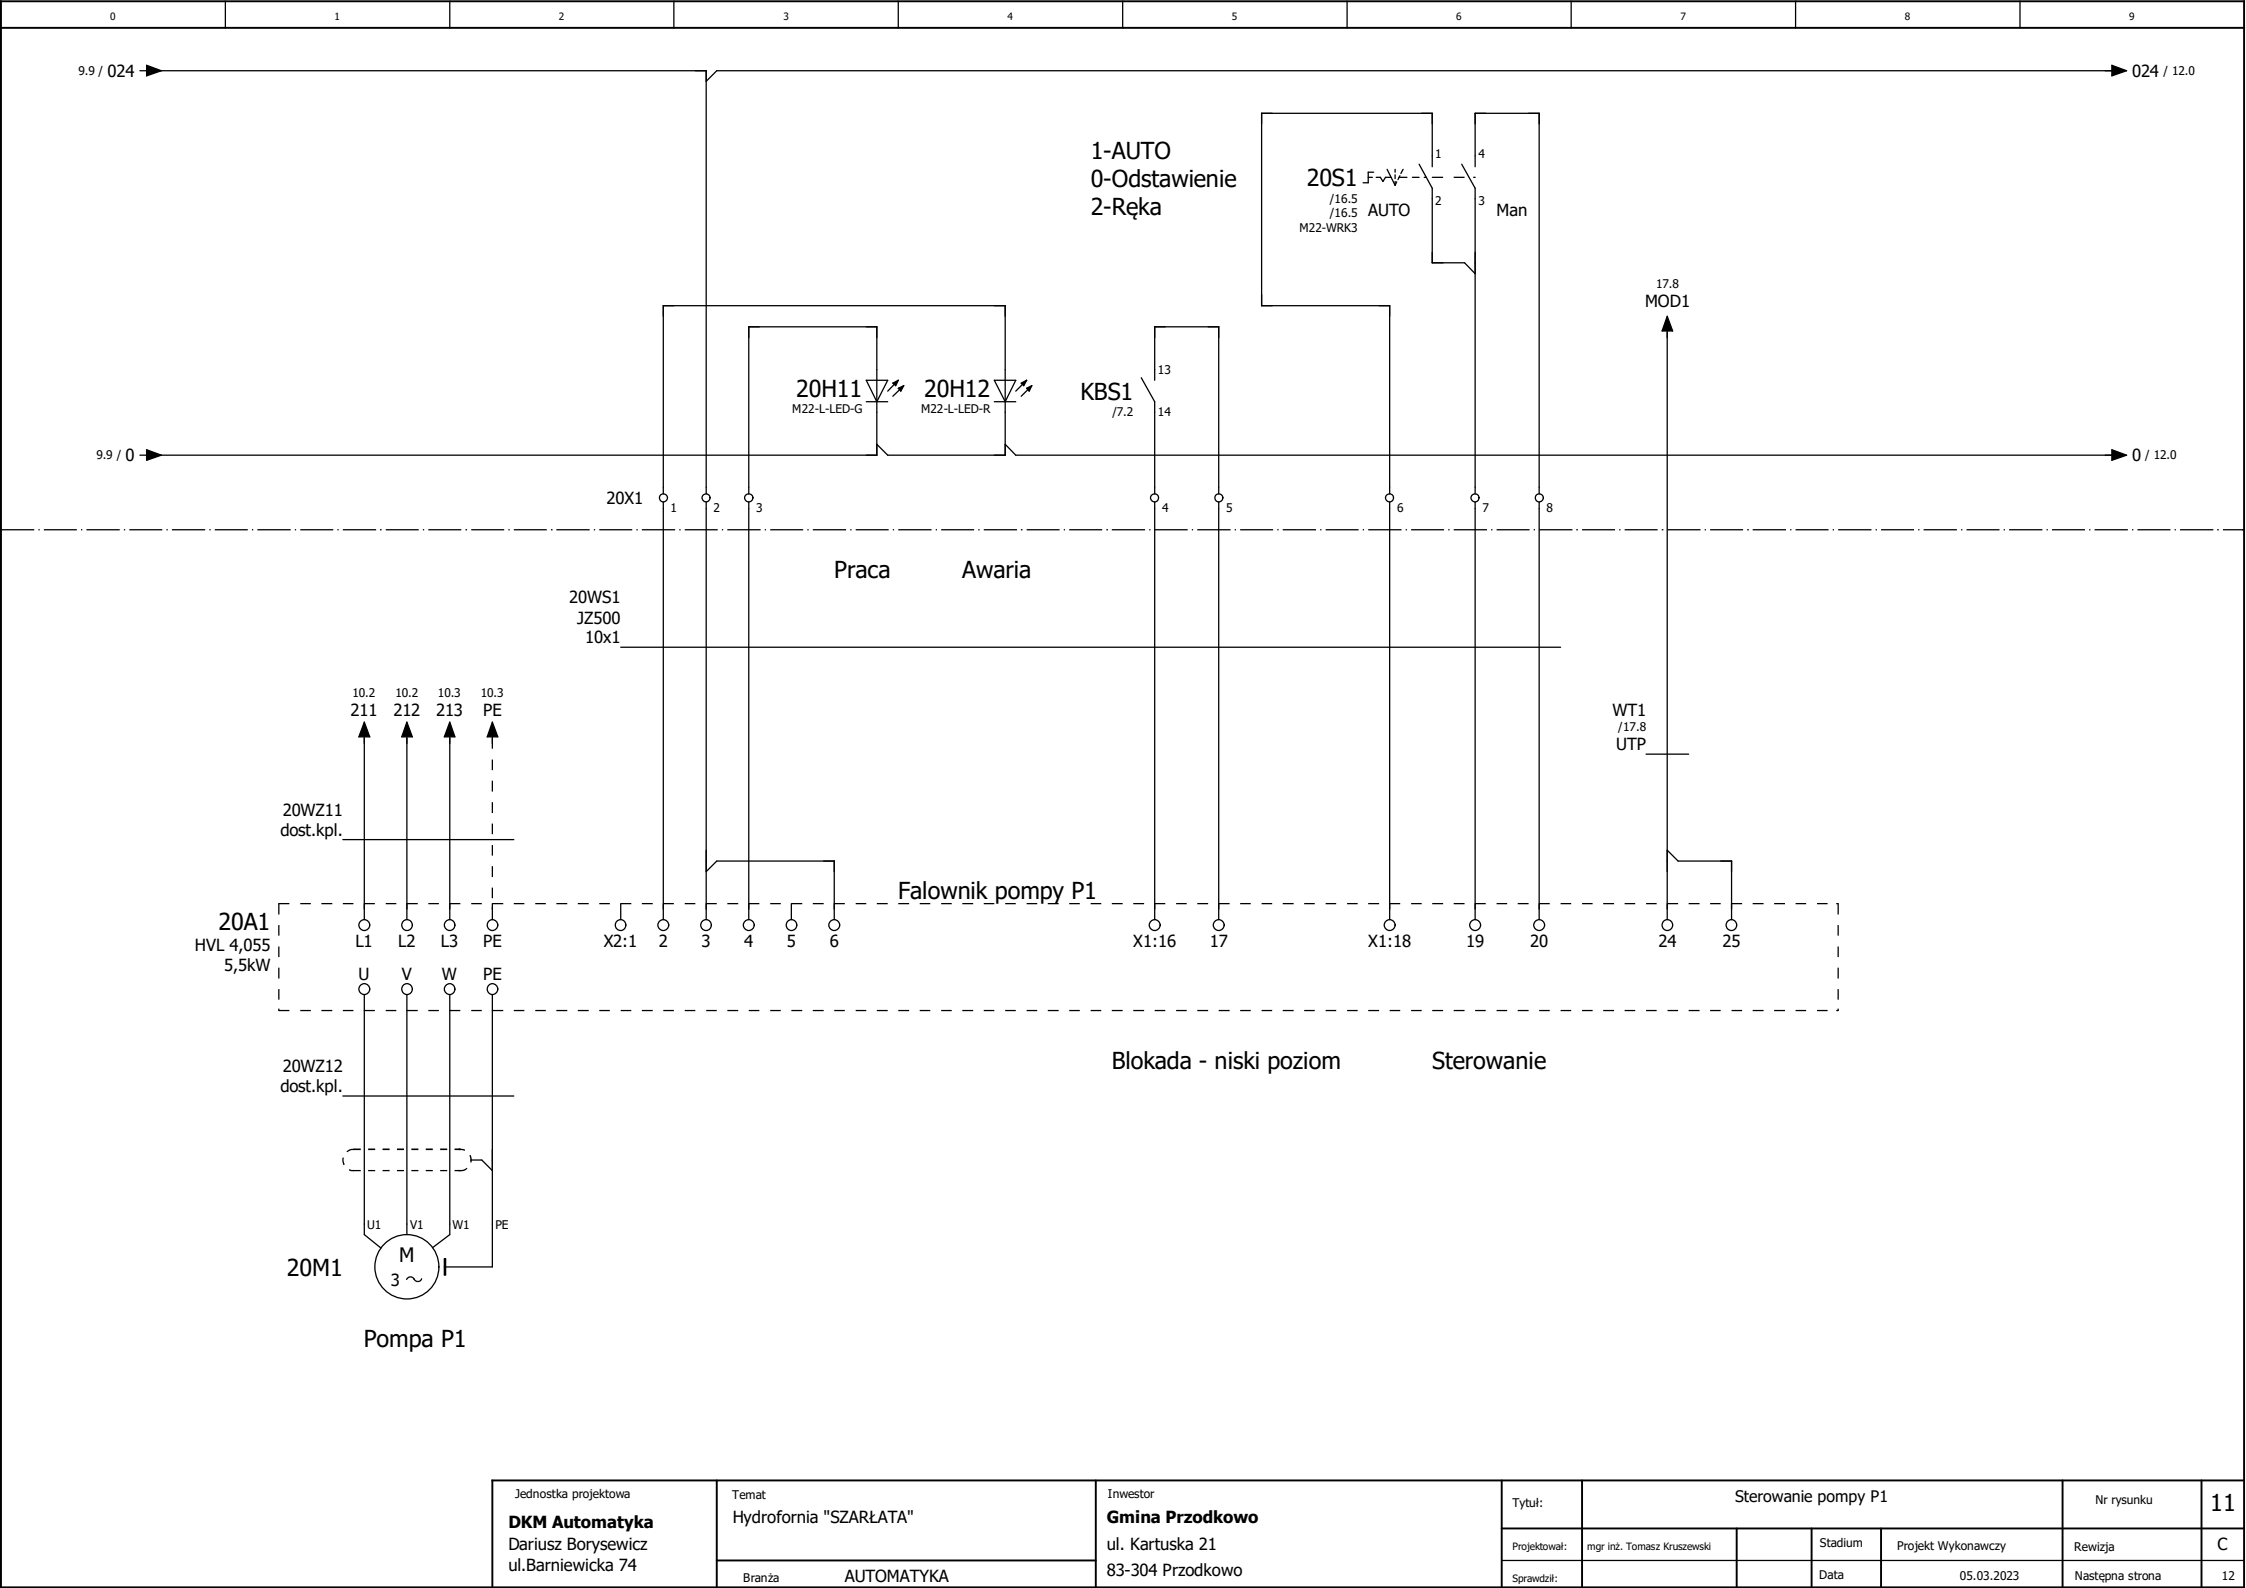 0 1 2 3 4 5 6 7 8 9
9.9 / 024
024 / 12.0
1-AUTO
0-Odstawienie
2-Ręka
20S1
/16.5
/16.5
M22-WRK3
AUTO
1
2
4
3
Man
17.8
MOD1
20H11
M22-L-LED-G
20H12
M22-L-LED-R
KBS1
/7.2
13
14
9.9 / 0
0 / 12.0
20X1
1 2 3 4 5 6 7 8
Praca
Awaria
20WS1
JZ500
10x1
10.2 10.2 10.3 10.3
211 212 213 PE
WT1
/17.8
UTP
20WZ11
dost.kpl.
Falownik pompy P1
20A1
HVL 4,055
5,5kW
L1 L2 L3 PE X2:1 2 3 4 5 6 X1:16 17 X1:18 19 20 24 25
U V W PE
Blokada - niski poziom
Sterowanie
20WZ12
dost.kpl.
U1 V1 W1 PE
20M1
M
3 ~
Pompa P1
Jednostka projektowa
DKM Automatyka
Dariusz Borysewicz
ul.Barniewicka 74
Temat
Hydrofornia "SZARŁATA"
Branża AUTOMATYKA
Inwestor
Gmina Przodkowo
ul. Kartuska 21
83-304 Przodkowo
Tytuł: Sterowanie pompy P1 Nr rysunku 11
Projektował: mgr inż. Tomasz Kruszewski Stadium Projekt Wykonawczy Rewizja C
Sprawdził: Data 05.03.2023 Następna strona 12